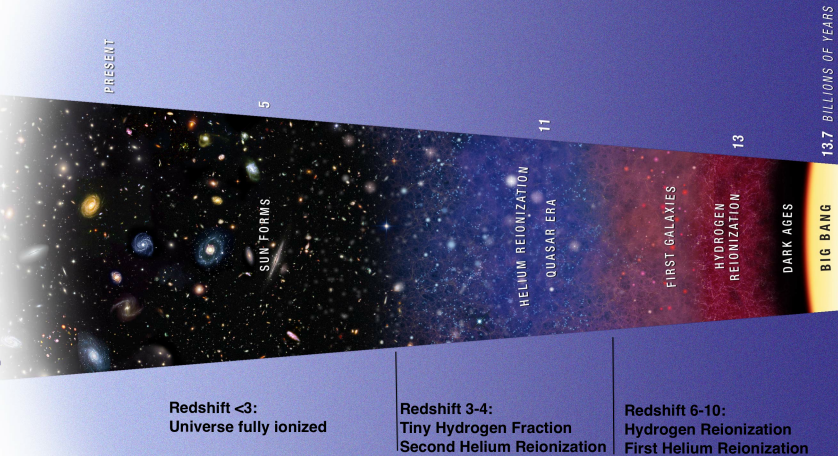 PRESENT
5
11
13
13.7 BILLIONS OF YEARS
SUN FORMS
HELIUM REIONIZATION
QUASAR ERA
FIRST GALAXIES
HYDROGEN
REIONIZATION
DARK AGES
BIG BANG
Redshift <3:
Universe fully ionized
Redshift 3-4:
Tiny Hydrogen Fraction
Second Helium Reionization
Redshift 6-10:
Hydrogen Reionization
First Helium Reionization